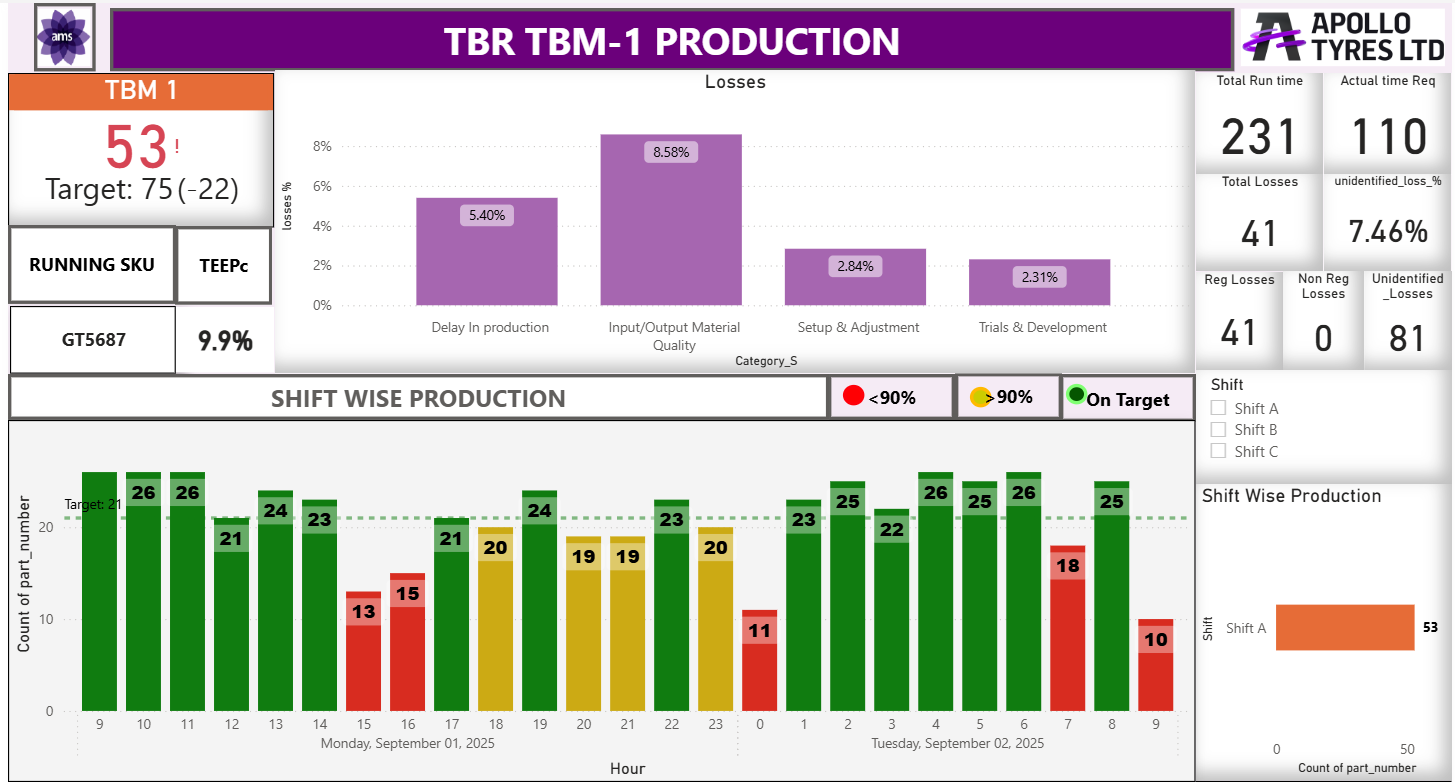 ams
TBR TBM-1 PRODUCTION
APOLLO
TYRES LTD
TBM 1
53 !
Target: 75 (-22)
RUNNING SKU
TEEPc
GT5687
9.9%
Losses
losses %
8%
6%
4%
2%
0%
5.40%
8.58%
2.84%
2.31%
Delay In production
Input/Output Material
Quality
Setup & Adjustment
Trials & Development
Category_S
Total Run time
231
Actual time Req
110
Total Losses
41
unidentified_loss_%
7.46%
Reg Losses
41
Non Reg
Losses
0
Unidentified
_Losses
81
SHIFT WISE PRODUCTION
<90%
>90%
On Target
Shift
Shift A
Shift B
Shift C
Count of part_number
20
10
0
Target: 21
26
26
21
24
23
13
15
21
20
24
19
19
23
20
11
23
25
22
26
25
26
18
25
10
9
10
11
12
13
14
15
16
17
18
19
20
21
22
23
0
1
2
3
4
5
6
7
8
9
Monday, September 01, 2025
Tuesday, September 02, 2025
Hour
Shift Wise Production
Shift
Shift A
53
0
50
Count of part_number